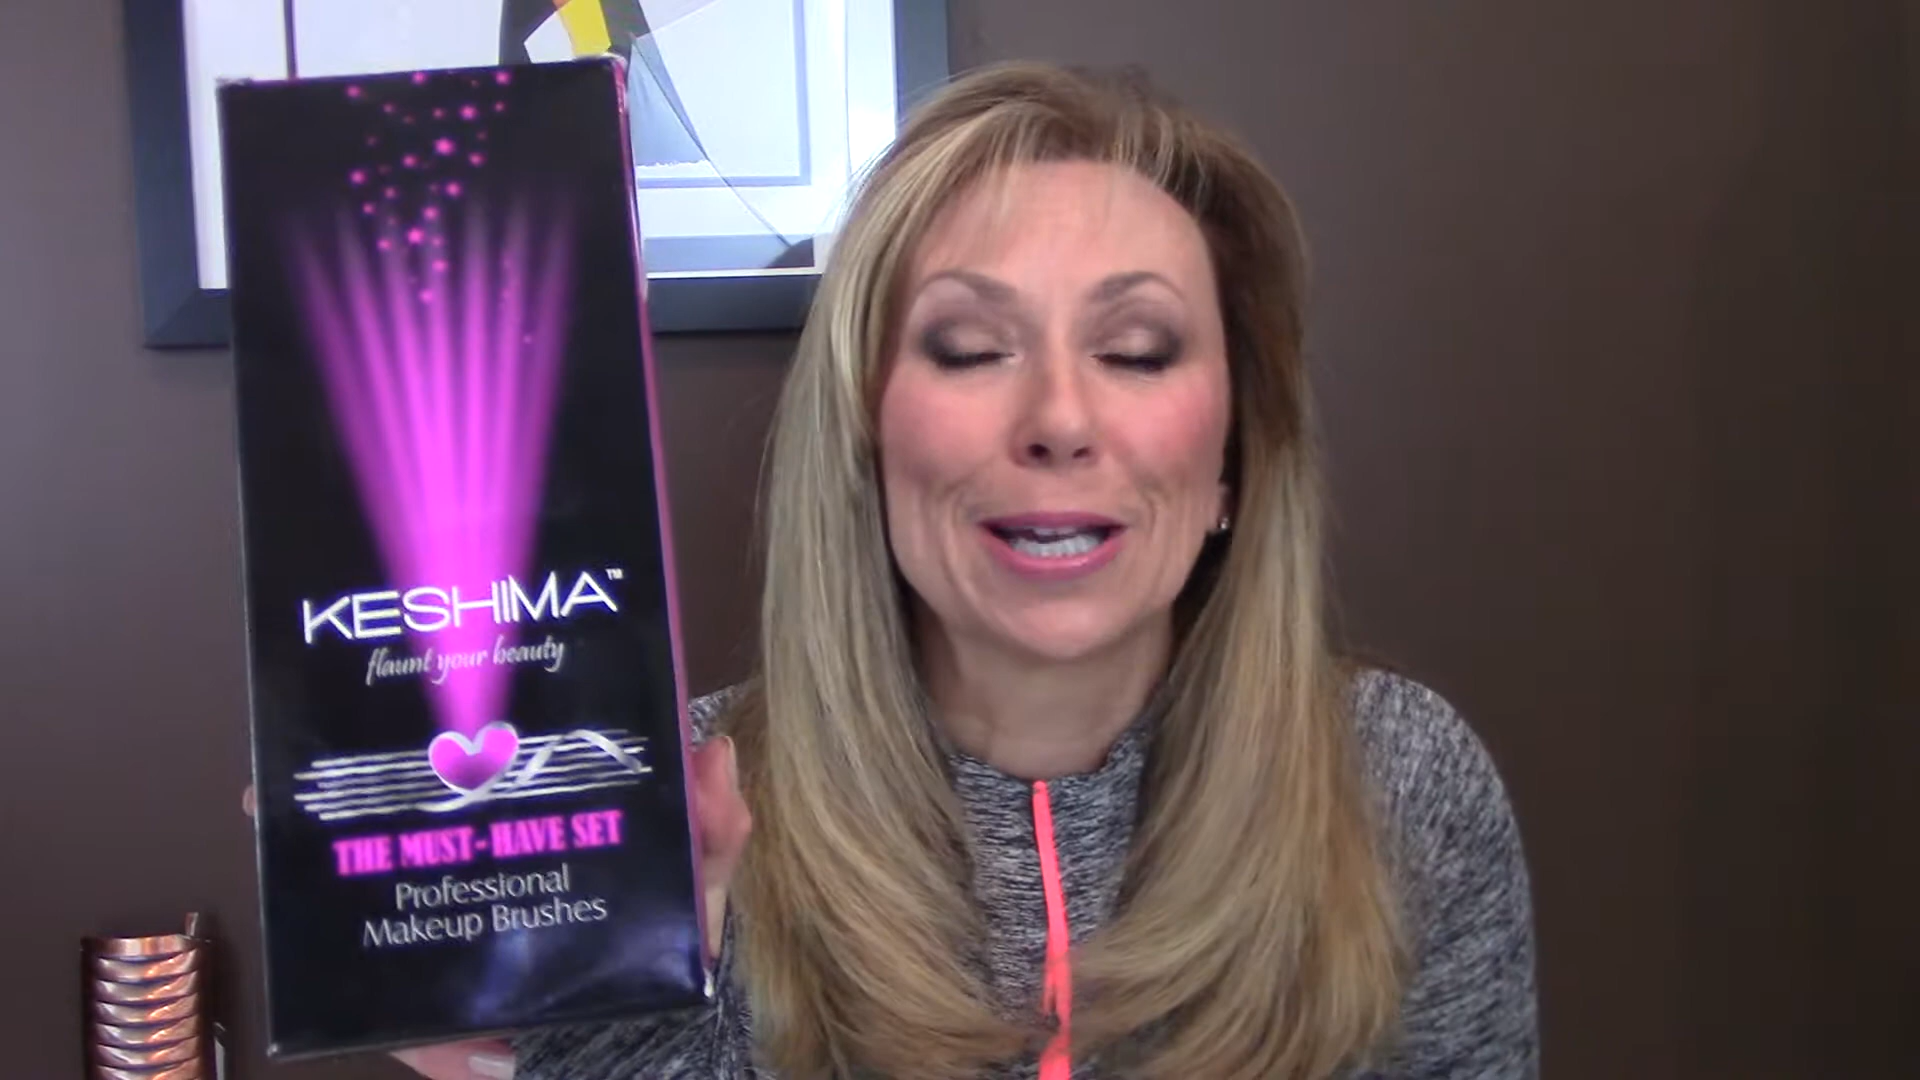 KESHIMA™
flaunt your beauty
THE MUST-HAVE SET
Professional
Makeup Brushes